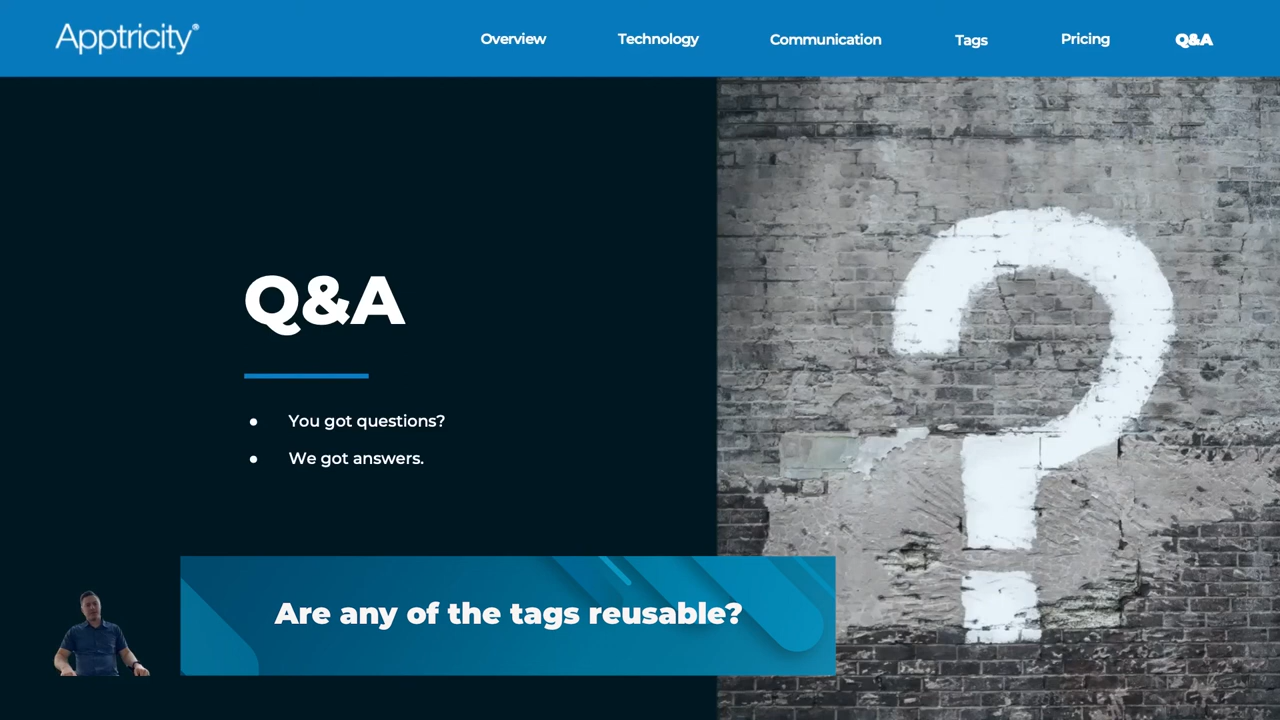 Apptricity®
Overview
Technology
Communication
Tags
Pricing
Q&A
Q&A
● You got questions?
● We got answers.
Are any of the tags reusable?
?